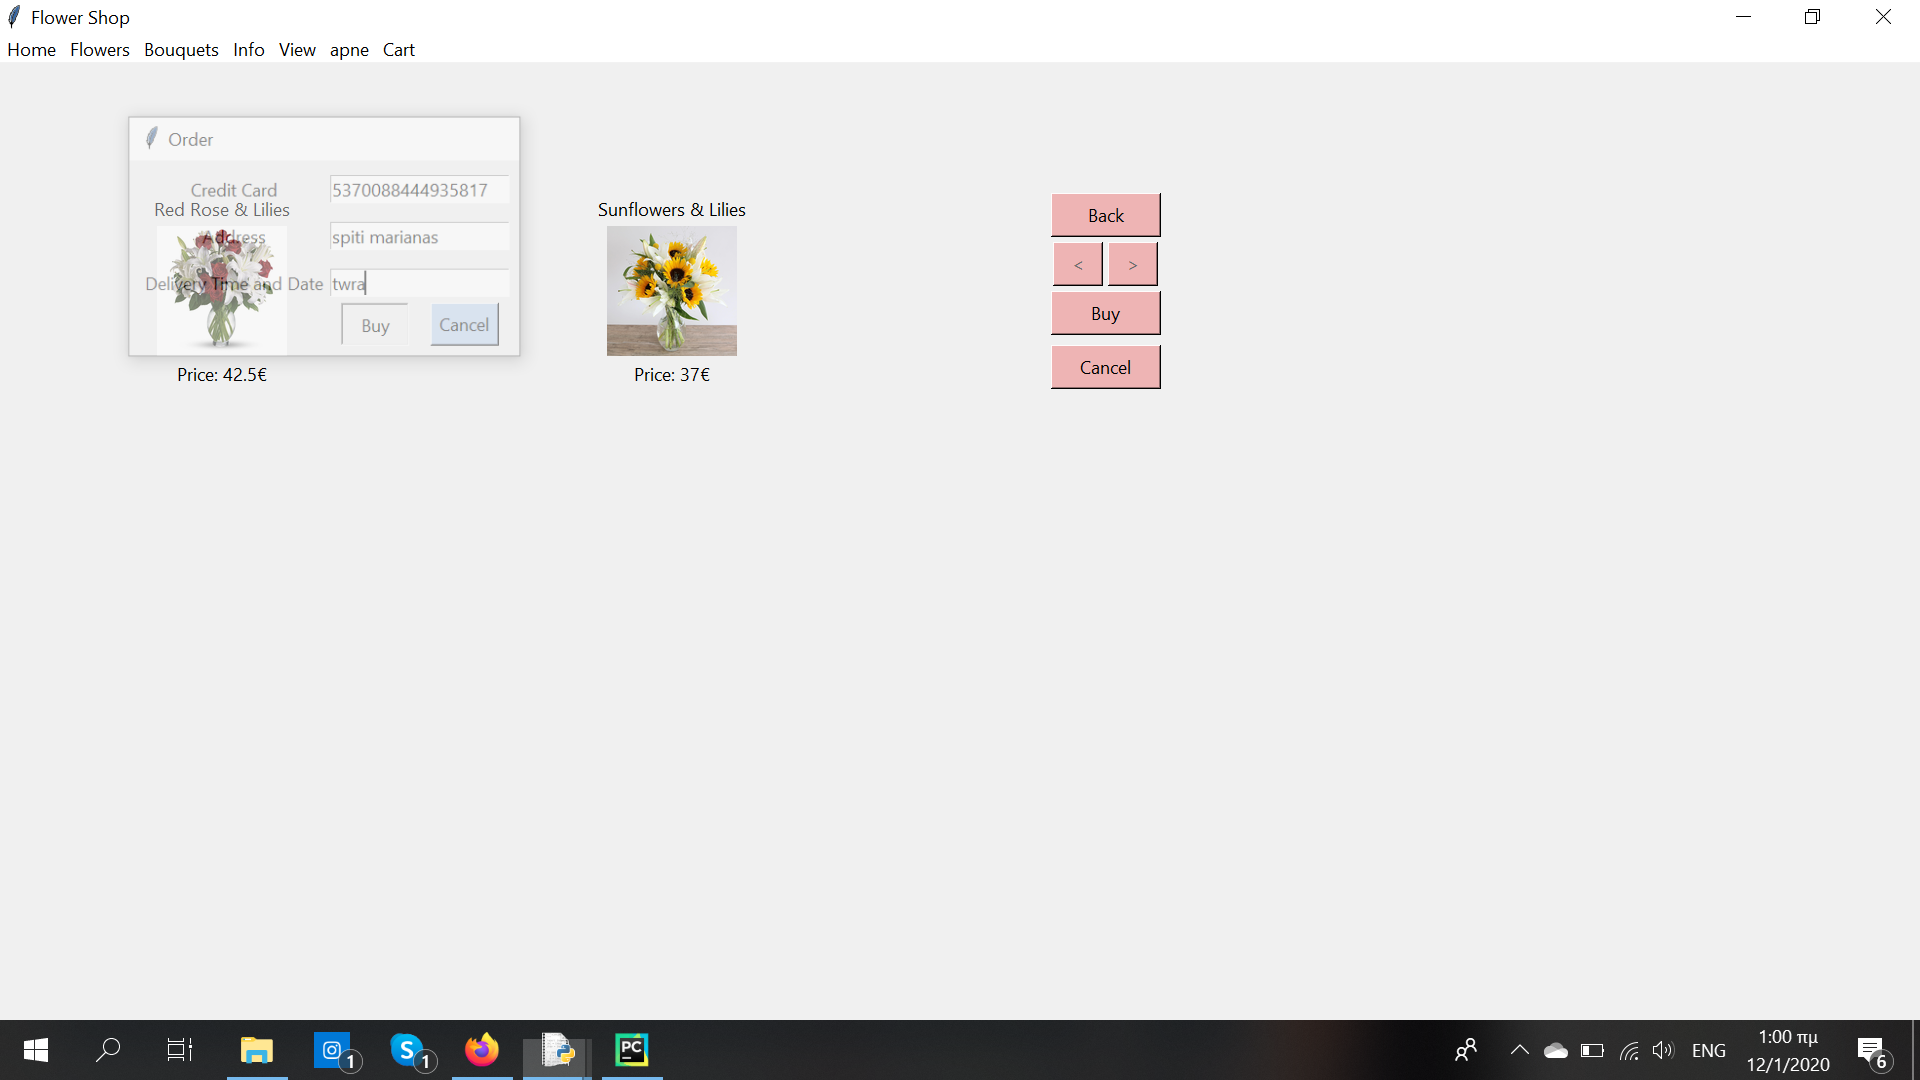 Flower Shop
Home Flowers Bouquets Info View apne Cart
Order
Credit Card 5370088444935817
Red Rose & Lilies
Address spiti marianas
Delivery Time and Date twra
Buy Cancel
Price: 42.5€
Sunflowers & Lilies
Price: 37€
Back
< >
Buy
Cancel
1
S 1
PC
ENG
1:00 πμ
12/1/2020
6